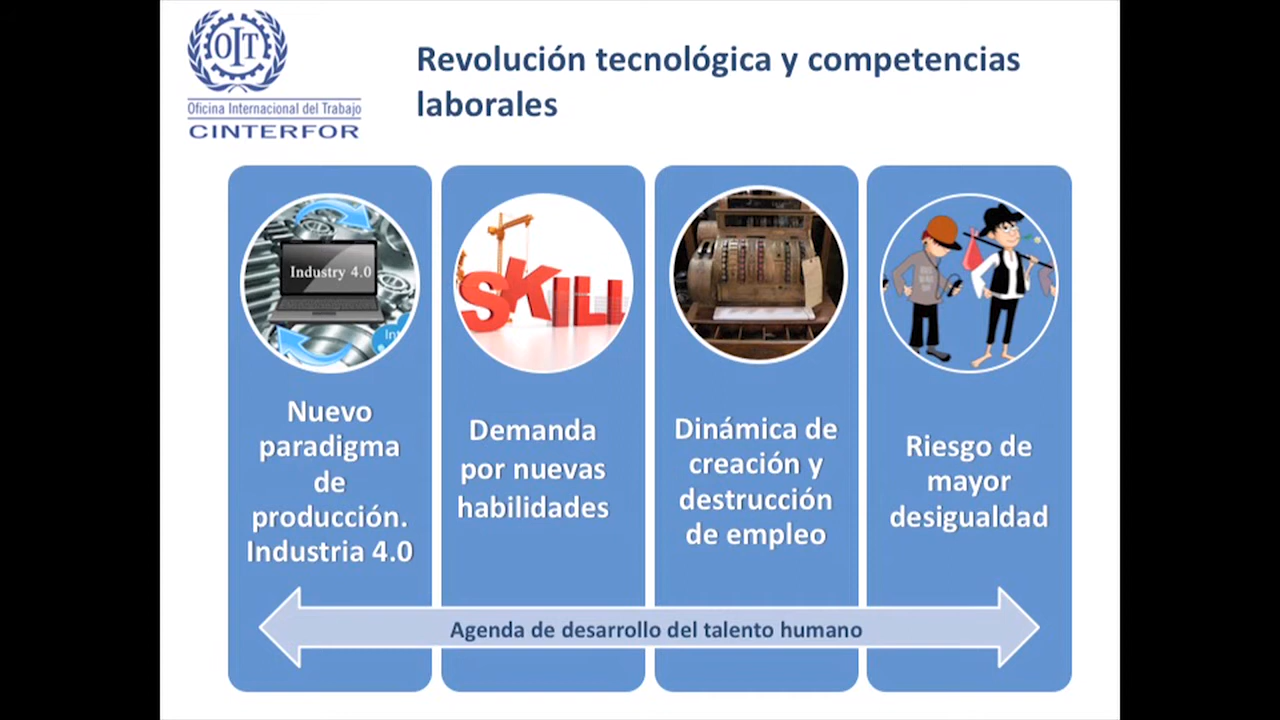 OIT
Oficina Internacional del Trabajo
CINTERFOR
Revolución tecnológica y competencias
laborales
Industry 4.0
SKILL
Nuevo
paradigma
de
producción.
Industria 4.0
Demanda
por nuevas
habilidades
Dinámica de
creación y
destrucción
de empleo
Riesgo de
mayor
desigualdad
Agenda de desarrollo del talento humano